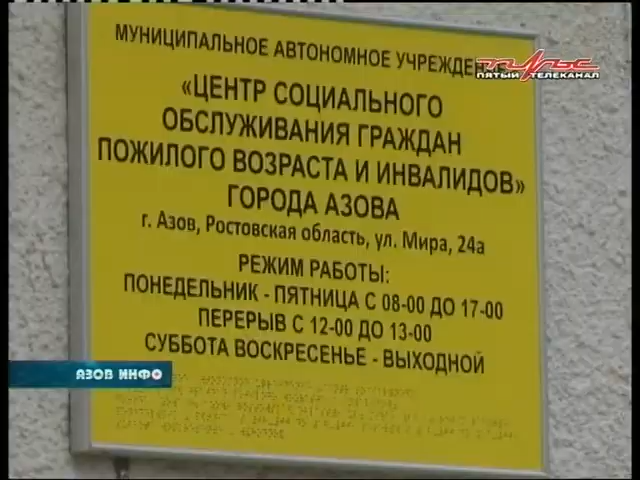 МУНИЦИПАЛЬНОЕ АВТОНОМНОЕ УЧРЕЖДЕН
ПЯТЫЙ ТЕЛЕКАНАЛ
«ЦЕНТР СОЦИАЛЬНОГО
ОБСЛУЖИВАНИЯ ГРАЖДАН
ПОЖИЛОГО ВОЗРАСТА И ИНВАЛИДОВ»
ГОРОДА АЗОВА
г. Азов, Ростовская область, ул. Мира, 24а
РЕЖИМ РАБОТЫ:
ПОНЕДЕЛЬНИК - ПЯТНИЦА С 08-00 ДО 17-00
ПЕРЕРЫВ С 12-00 ДО 13-00
СУББОТА ВОСКРЕСЕНЬЕ - ВЫХОДНОЙ
АЗОВ ИНФО